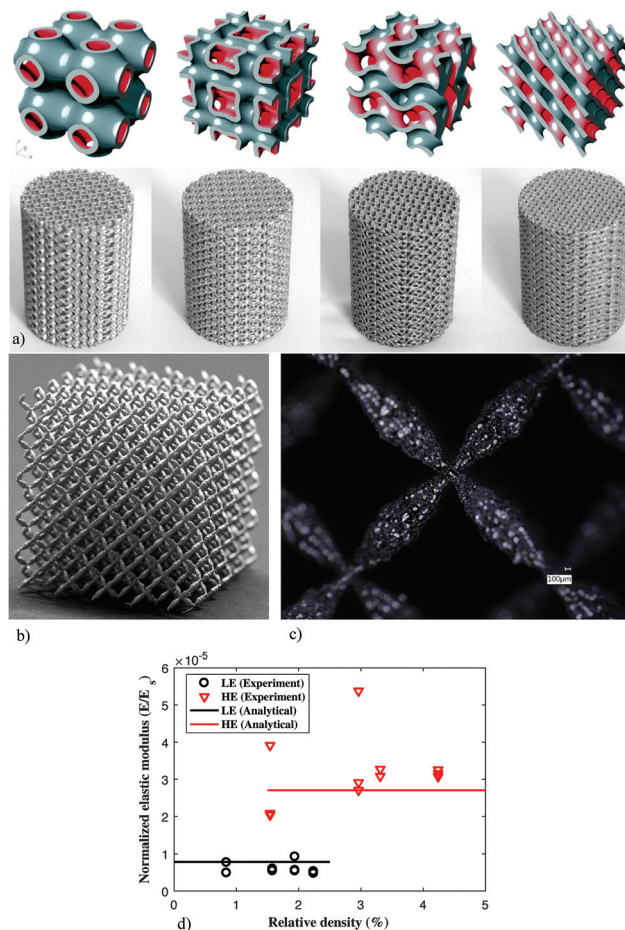 z
y
x
a)
b)
c)
100μm
×10⁻⁵
6
5
4
3
2
1
0
LE (Experiment)
HE (Experiment)
LE (Analytical)
HE (Analytical)
Normalized elastic modulus (E/E_s)
0 1 2 3 4 5
Relative density (%)
d)